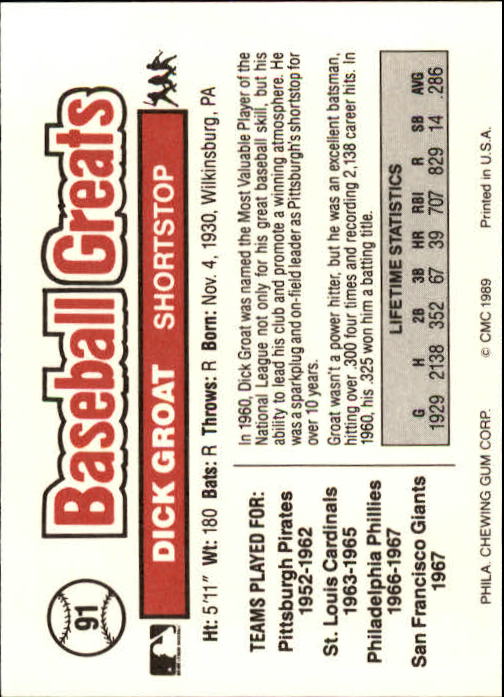 91
Baseball Greats
DICK GROAT SHORTSTOP
Ht: 5'11" Wt: 180 Bats: R Throws: R Born: Nov. 4, 1930, Wilkinsburg, PA
TEAMS PLAYED FOR:
Pittsburgh Pirates
1952-1962
St. Louis Cardinals
1963-1965
Philadelphia Phillies
1966-1967
San Francisco Giants
1967
In 1960, Dick Groat was named the Most Valuable Player of the
National League not only for his great baseball skill, but his
ability to lead his club and promote a winning atmosphere. He
was a sparkplug and on-field leader as Pittsburgh's shortstop for
over 10 years.
Groat wasn't a power hitter, but he was an excellent batsman,
hitting over .300 four times and recording 2,138 career hits. In
1960, his .325 won him a batting title.
LIFETIME STATISTICS
G H 2B 3B HR RBI R SB AVG
1929 2138 352 67 39 707 829 14 .286
PHILA. CHEWING GUM CORP. © CMC 1989 Printed in U.S.A.